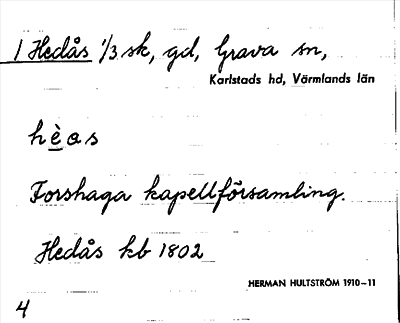 1 Hedås 1/3 sk, gd, Grava sn,
Karlstads hd, Värmlands län
hèas
Forshaga kapellförsamling.
Hedås kb 1802
HERMAN HULTSTRÖM 1910–11
4